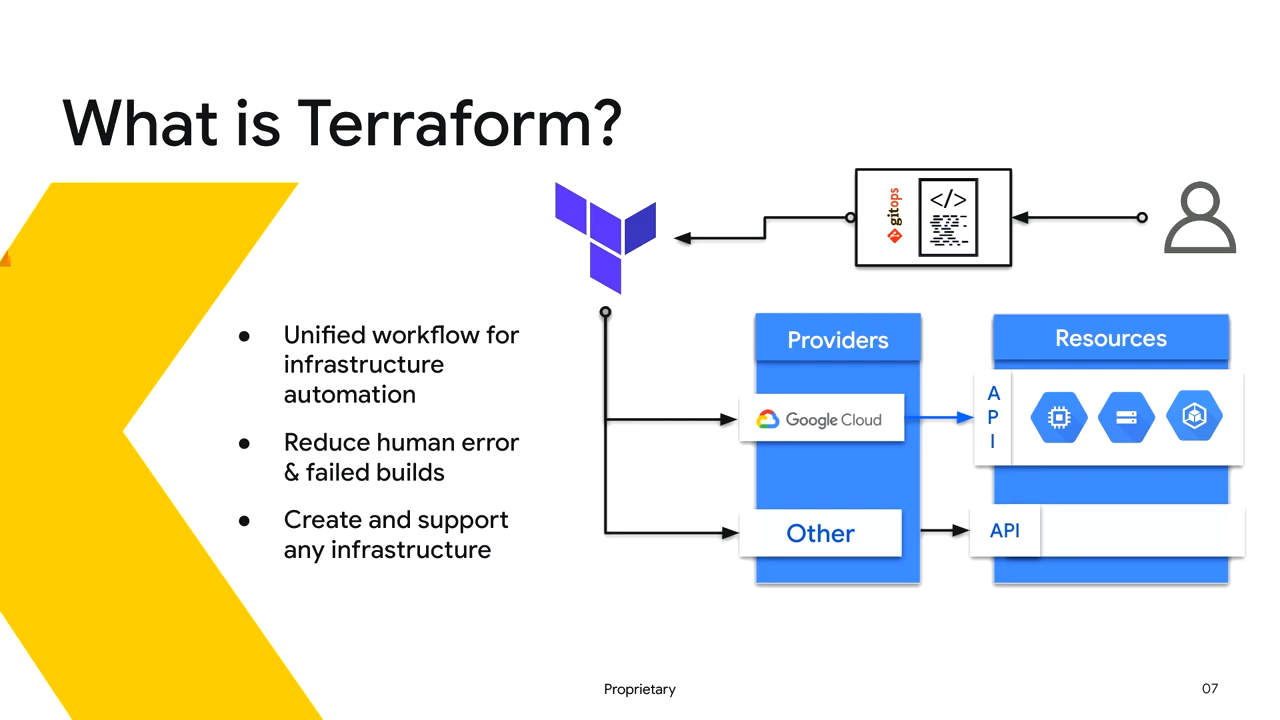 What is Terraform?
● Unified workflow for
infrastructure
automation
● Reduce human error
& failed builds
● Create and support
any infrastructure
gitops
</>
Providers
Resources
Google Cloud
A
P
I
Other
API
Proprietary
07